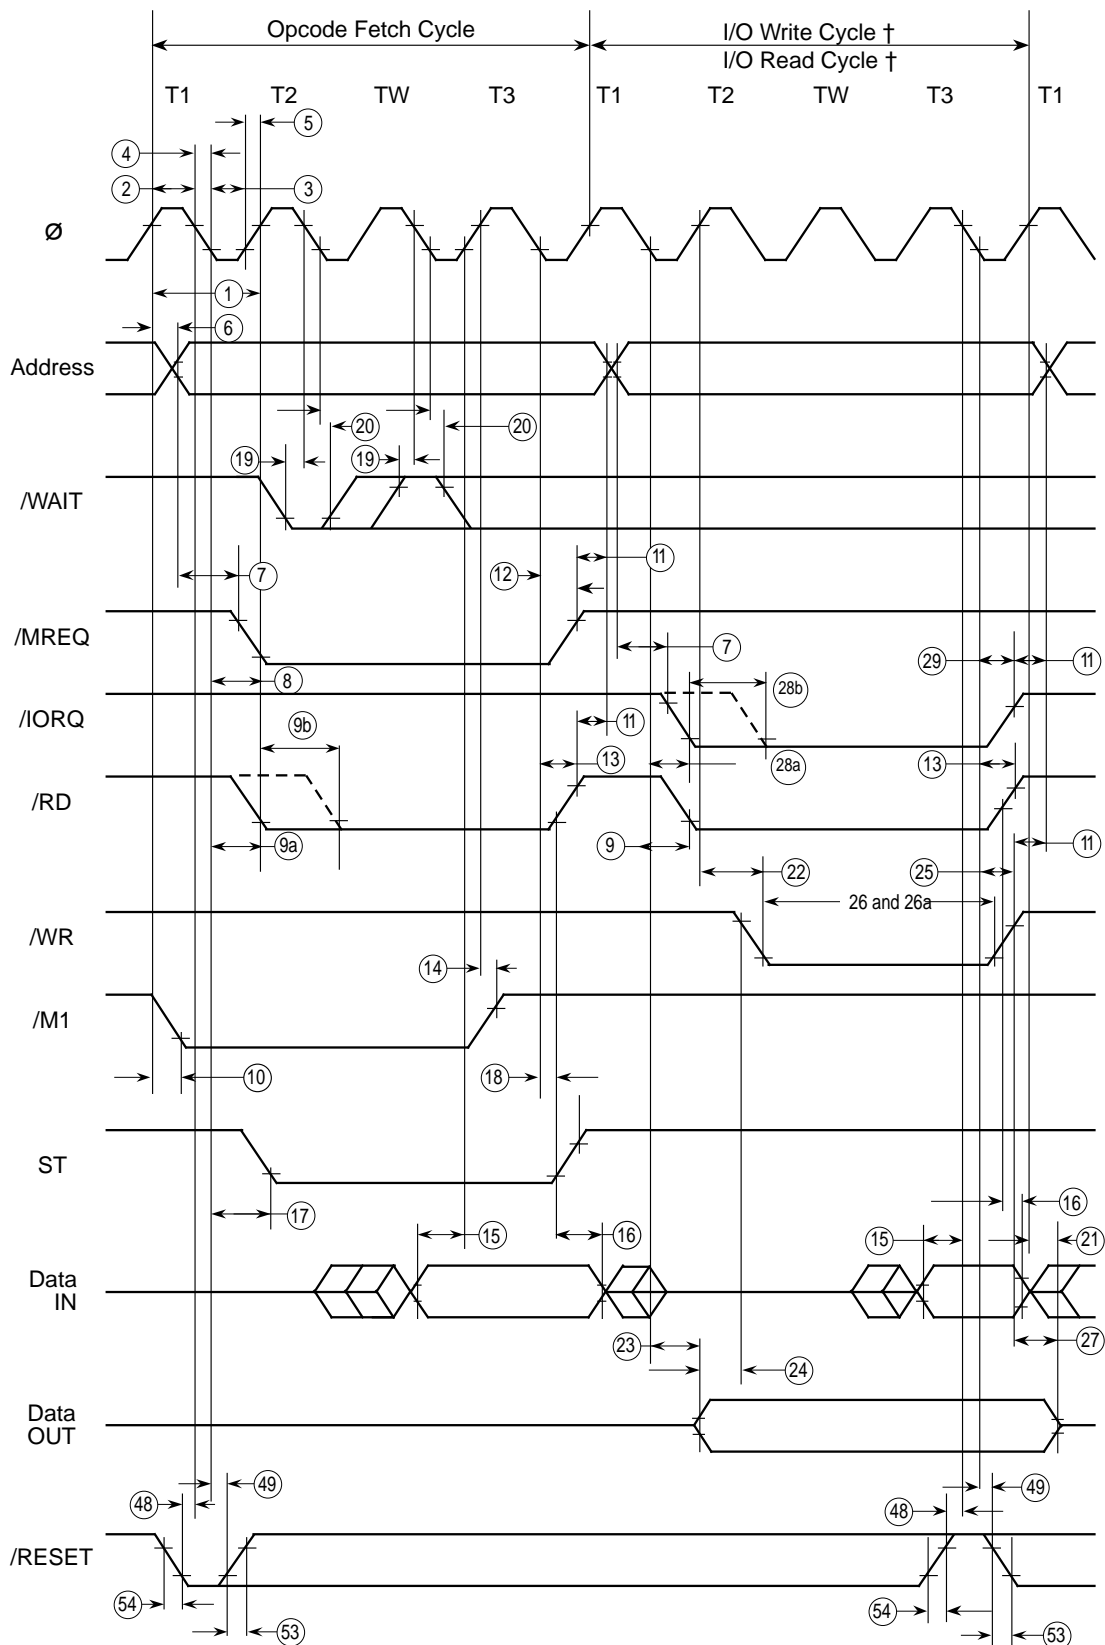 Opcode Fetch Cycle
I/O Write Cycle †
I/O Read Cycle †
T1 T2 TW T3 T1 T2 TW T3 T1
5
4
2 3
Ø
1
6
Address
20 20
19 19
/WAIT
11
12
7
/MREQ
7 29 11
8
28b
/IORQ
9b 11
13 28a 13
/RD
9a 9 11
22 25
26 and 26a
/WR
14
/M1
10 18
ST
17 16
15 16 15 21
Data
IN
23 27
24
Data
OUT
49 49
48 48
/RESET
54 54
53 53